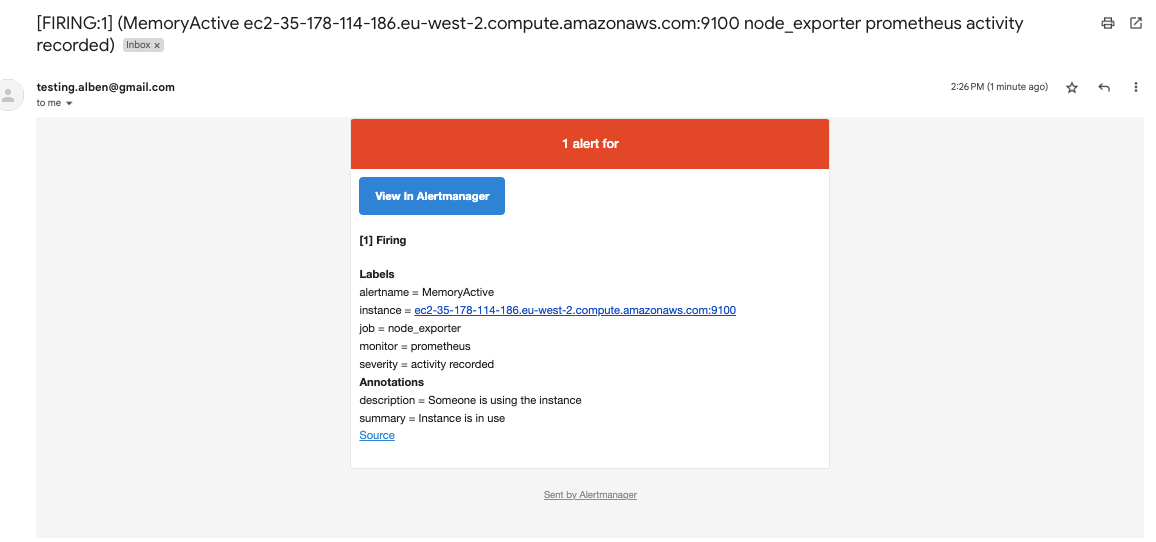 [FIRING:1] (MemoryActive ec2-35-178-114-186.eu-west-2.compute.amazonaws.com:9100 node_exporter prometheus activity
recorded) Inbox x
testing.alben@gmail.com
2:26 PM (1 minute ago)
to me
1 alert for
View In Alertmanager
[1] Firing
Labels
alertname = MemoryActive
instance = ec2-35-178-114-186.eu-west-2.compute.amazonaws.com:9100
job = node_exporter
monitor = prometheus
severity = activity recorded
Annotations
description = Someone is using the instance
summary = Instance is in use
Source
Sent by Alertmanager